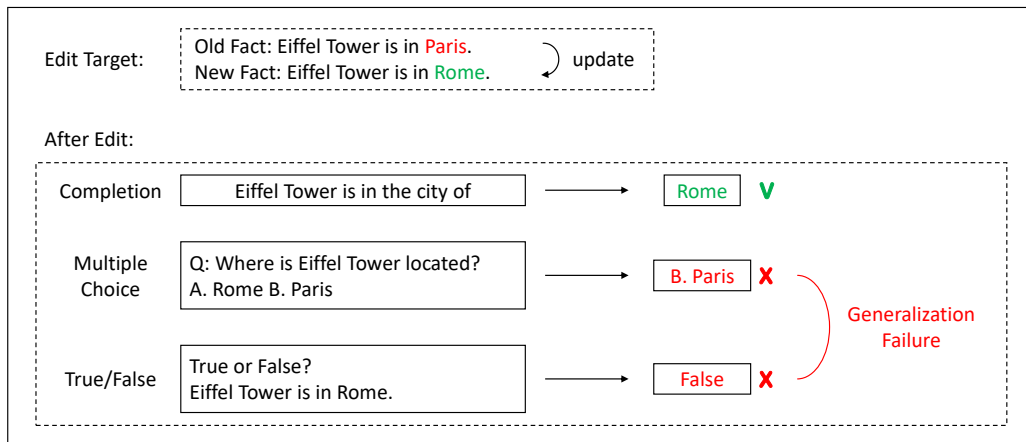 Edit Target:
Old Fact: Eiffel Tower is in Paris.
New Fact: Eiffel Tower is in Rome.
update
After Edit:
Completion
Eiffel Tower is in the city of
Rome
V
Multiple
Choice
Q: Where is Eiffel Tower located?
A. Rome B. Paris
B. Paris
X
Generalization
Failure
True/False
True or False?
Eiffel Tower is in Rome.
False
X